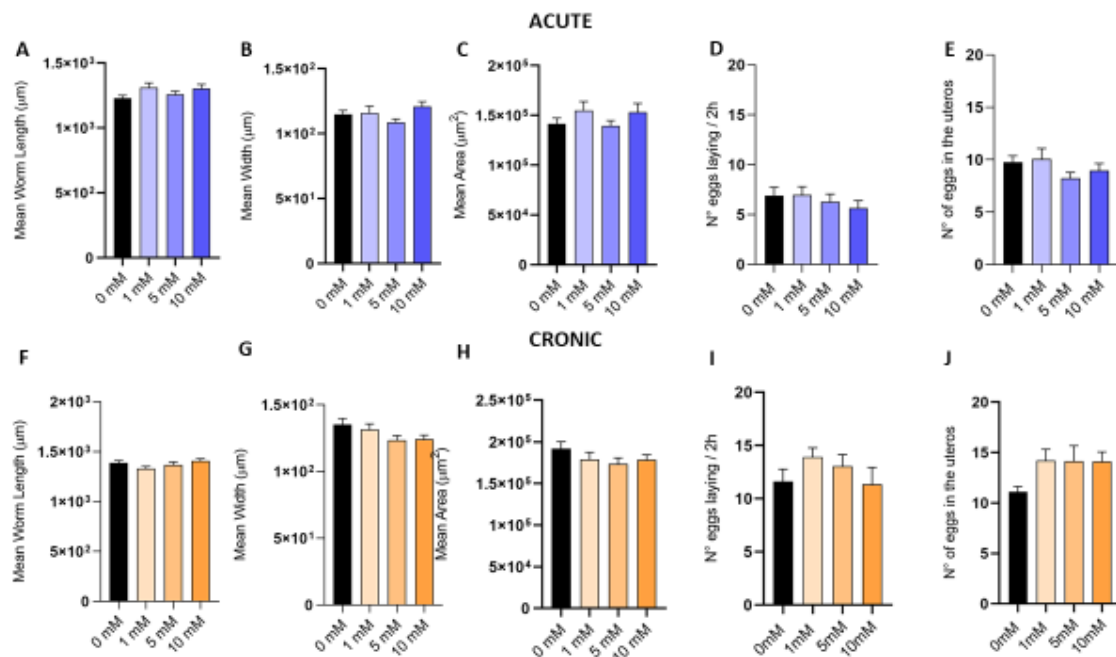 ACUTE
A
Mean Worm Length (μm)
1.5×10³
1×10³
5×10²
0
0 mM
1 mM
5 mM
10 mM
B
Mean Width (μm)
1.5×10²
1×10²
5×10¹
0
0 mM
1 mM
5 mM
10 mM
C
Mean Area (μm²)
2×10⁵
1.5×10⁵
1×10⁵
5×10⁴
0
0 mM
1 mM
5 mM
10 mM
D
N° eggs laying / 2h
20
15
10
5
0
0 mM
1 mM
5 mM
10 mM
E
N° of eggs in the uteros
20
15
10
5
0
0 mM
1 mM
5 mM
10 mM
CRONIC
F
Mean Worm Length (μm)
2×10³
1.5×10³
1×10³
5×10²
0
0 mM
1 mM
5 mM
10 mM
G
Mean Width (μm)
1.5×10²
1×10²
5×10¹
0
0 mM
1 mM
5 mM
10 mM
H
Mean Area (μm²)
2.5×10⁵
2×10⁵
1.5×10⁵
1×10⁵
5×10⁴
0
0 mM
1 mM
5 mM
10 mM
I
N° eggs laying / 2h
20
15
10
5
0
0mM
1mM
5mM
10mM
J
N° of eggs in the uteros
20
15
10
5
0
0mM
1mM
5mM
10mM